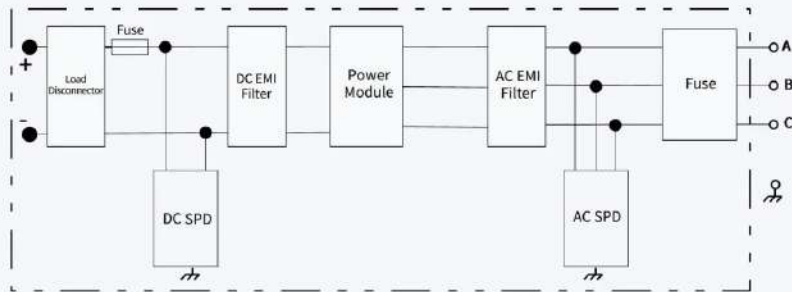 Fuse
+
Load
Disconnector
DC EMI
Filter
Power
Module
AC EMI
Filter
Fuse
A
B
C
-
DC SPD
AC SPD